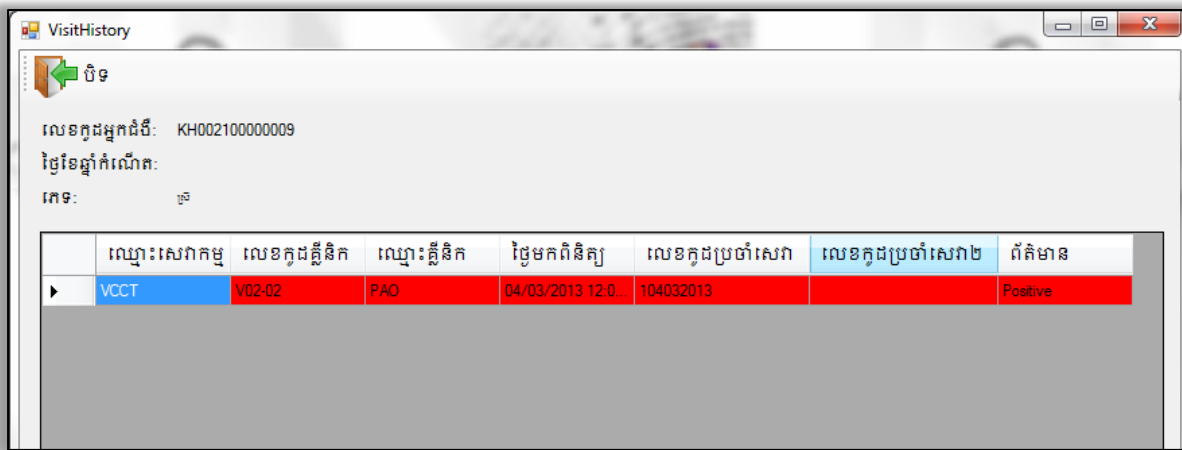 VisitHistory
បិទ
លេខកូដអ្នកជំងឺ: KH002100000009
ថ្ងៃខែឆ្នាំកំណើត:
ភេទ: ស្រី
ឈ្មោះសេវាកម្ម លេខកូដគ្លីនិក ឈ្មោះគ្លីនិក ថ្ងៃមកពិនិត្យ លេខកូដប្រចាំសេវា លេខកូដប្រចាំសេវា២ ព័ត៌មាន
VCCT V02-02 PAO 04/03/2013 12:0... 104032013 Positive